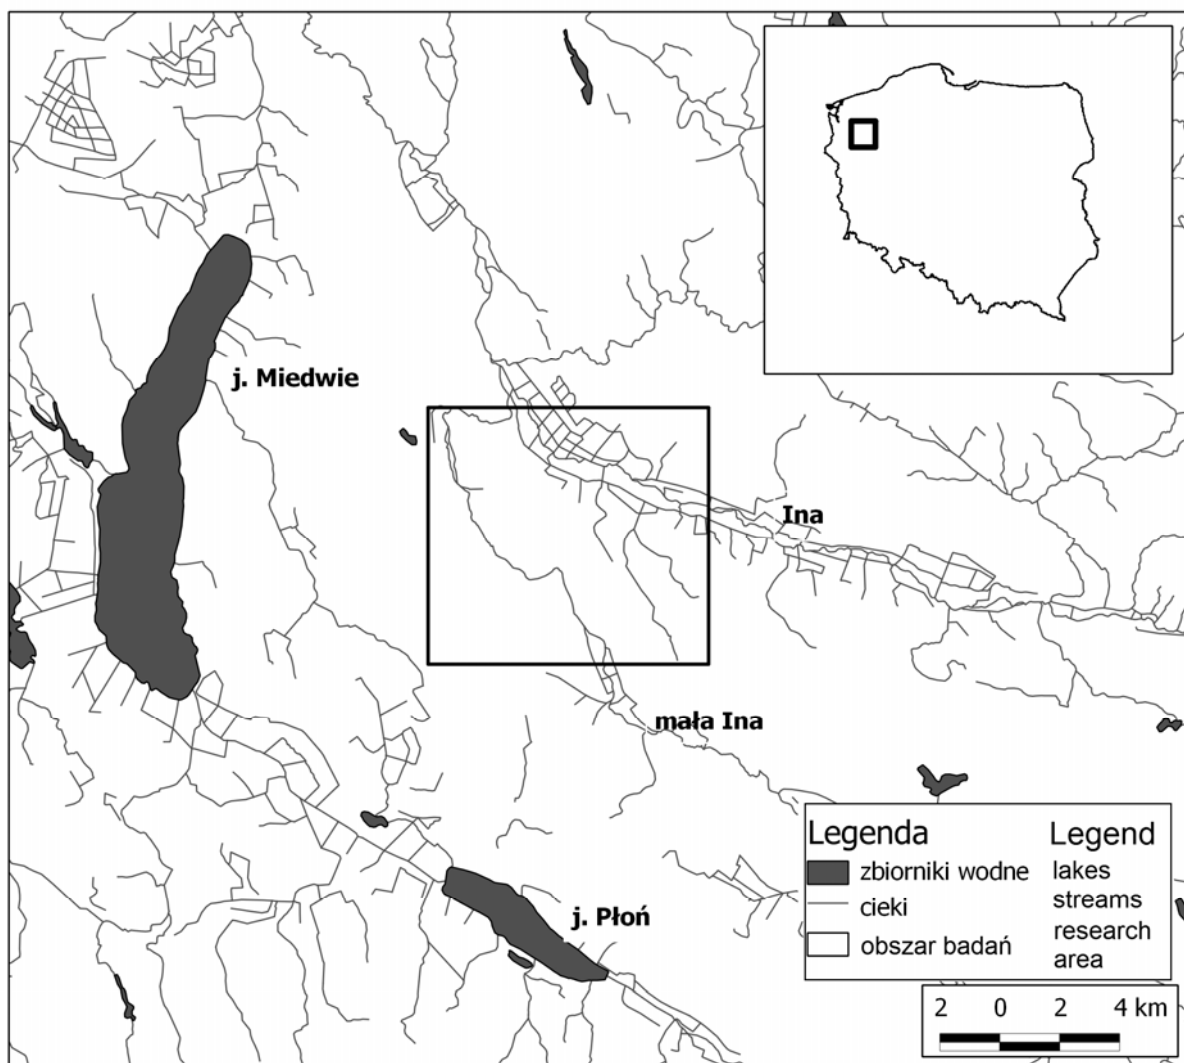 j. Miedwie
Ina
mała Ina
j. Płoń
Legenda Legend
zbiorniki wodne lakes
cieki streams
obszar badań research
area
2 0 2 4 km